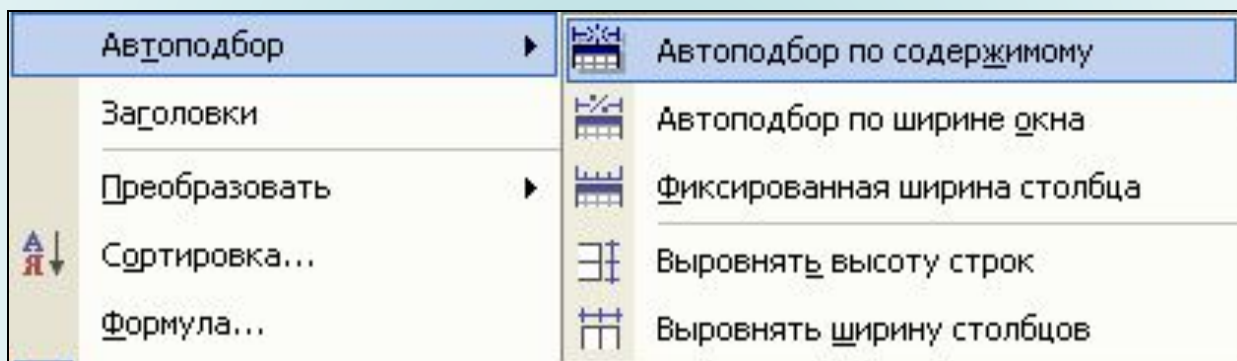 Автоподбор
Заголовки
Преобразовать
Сортировка...
Формула...
Автоподбор по содержимому
Автоподбор по ширине окна
Фиксированная ширина столбца
Выровнять высоту строк
Выровнять ширину столбцов